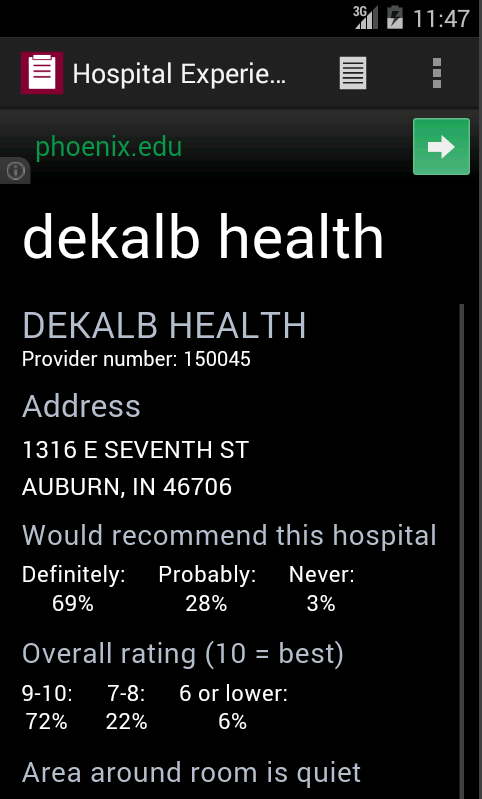 3G 11:47
Hospital Experie...
phoenix.edu
dekalb health
DEKALB HEALTH
Provider number: 150045
Address
1316 E SEVENTH ST
AUBURN, IN 46706
Would recommend this hospital
Definitely: Probably: Never:
69% 28% 3%
Overall rating (10 = best)
9-10: 7-8: 6 or lower:
72% 22% 6%
Area around room is quiet